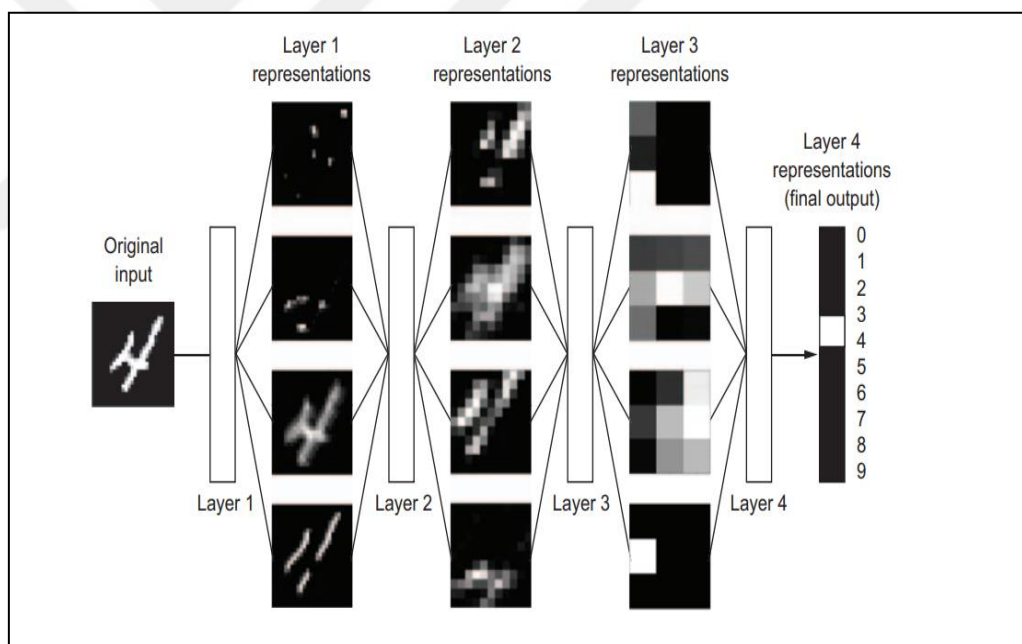 Layer 1
representations
Layer 2
representations
Layer 3
representations
Layer 4
representations
(final output)
Original
input
0
1
2
3
4
5
6
7
8
9
Layer 1
Layer 2
Layer 3
Layer 4